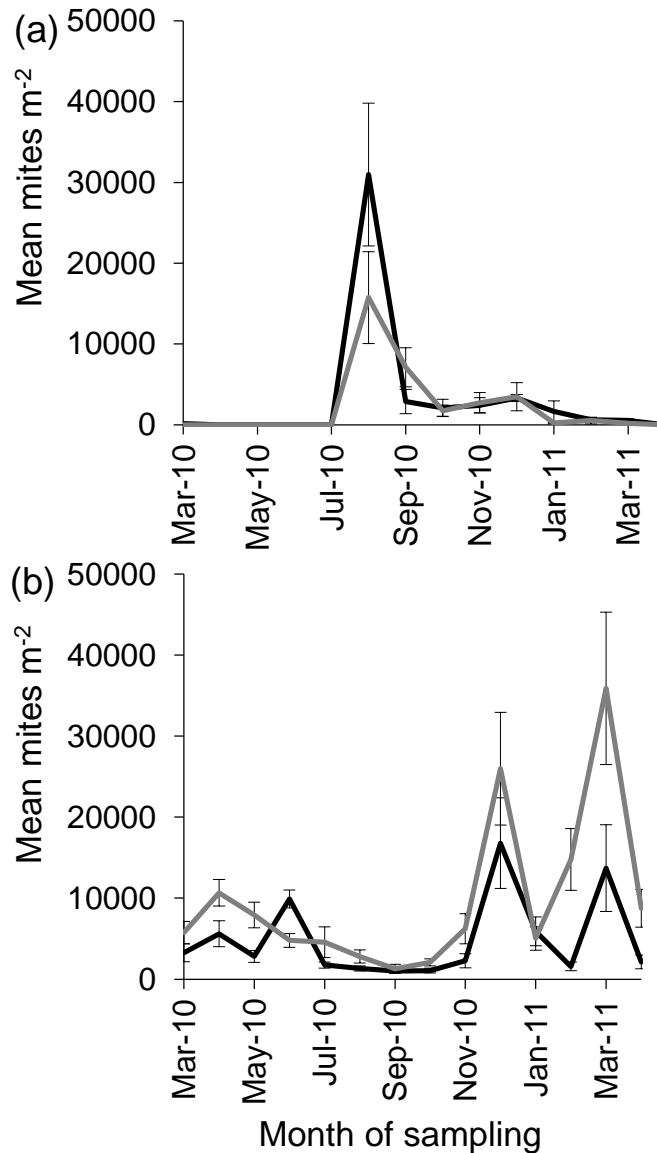 (a)
Mean mites m-2
50000
40000
30000
20000
10000
0
Mar-10
May-10
Jul-10
Sep-10
Nov-10
Jan-11
Mar-11
(b)
Mean mites m-2
50000
40000
30000
20000
10000
0
Mar-10
May-10
Jul-10
Sep-10
Nov-10
Jan-11
Mar-11
Month of sampling